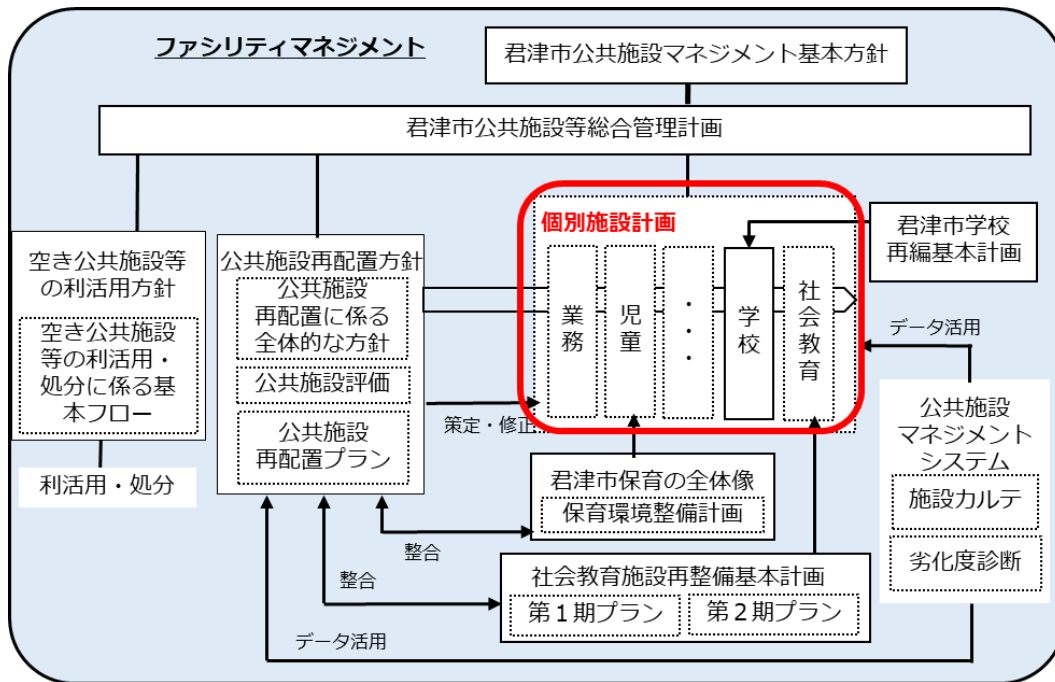 ファシリティマネジメント
君津市公共施設マネジメント基本方針
君津市公共施設等総合管理計画
空き公共施設等
の利活用方針
空き公共施設
等の利活用・
処分に係る基
本フロー
利活用・処分
公共施設再配置方針
公共施設
再配置に係る
全体的な方針
公共施設評価
公共施設
再配置プラン
策定・修正
個別施設計画
業務
児童
・・・
学校
社会教育
君津市学校
再編基本計画
データ活用
公共施設
マネジメント
システム
施設カルテ
劣化度診断
君津市保育の全体像
保育環境整備計画
整合
社会教育施設再整備基本計画
第1期プラン
第2期プラン
整合
データ活用